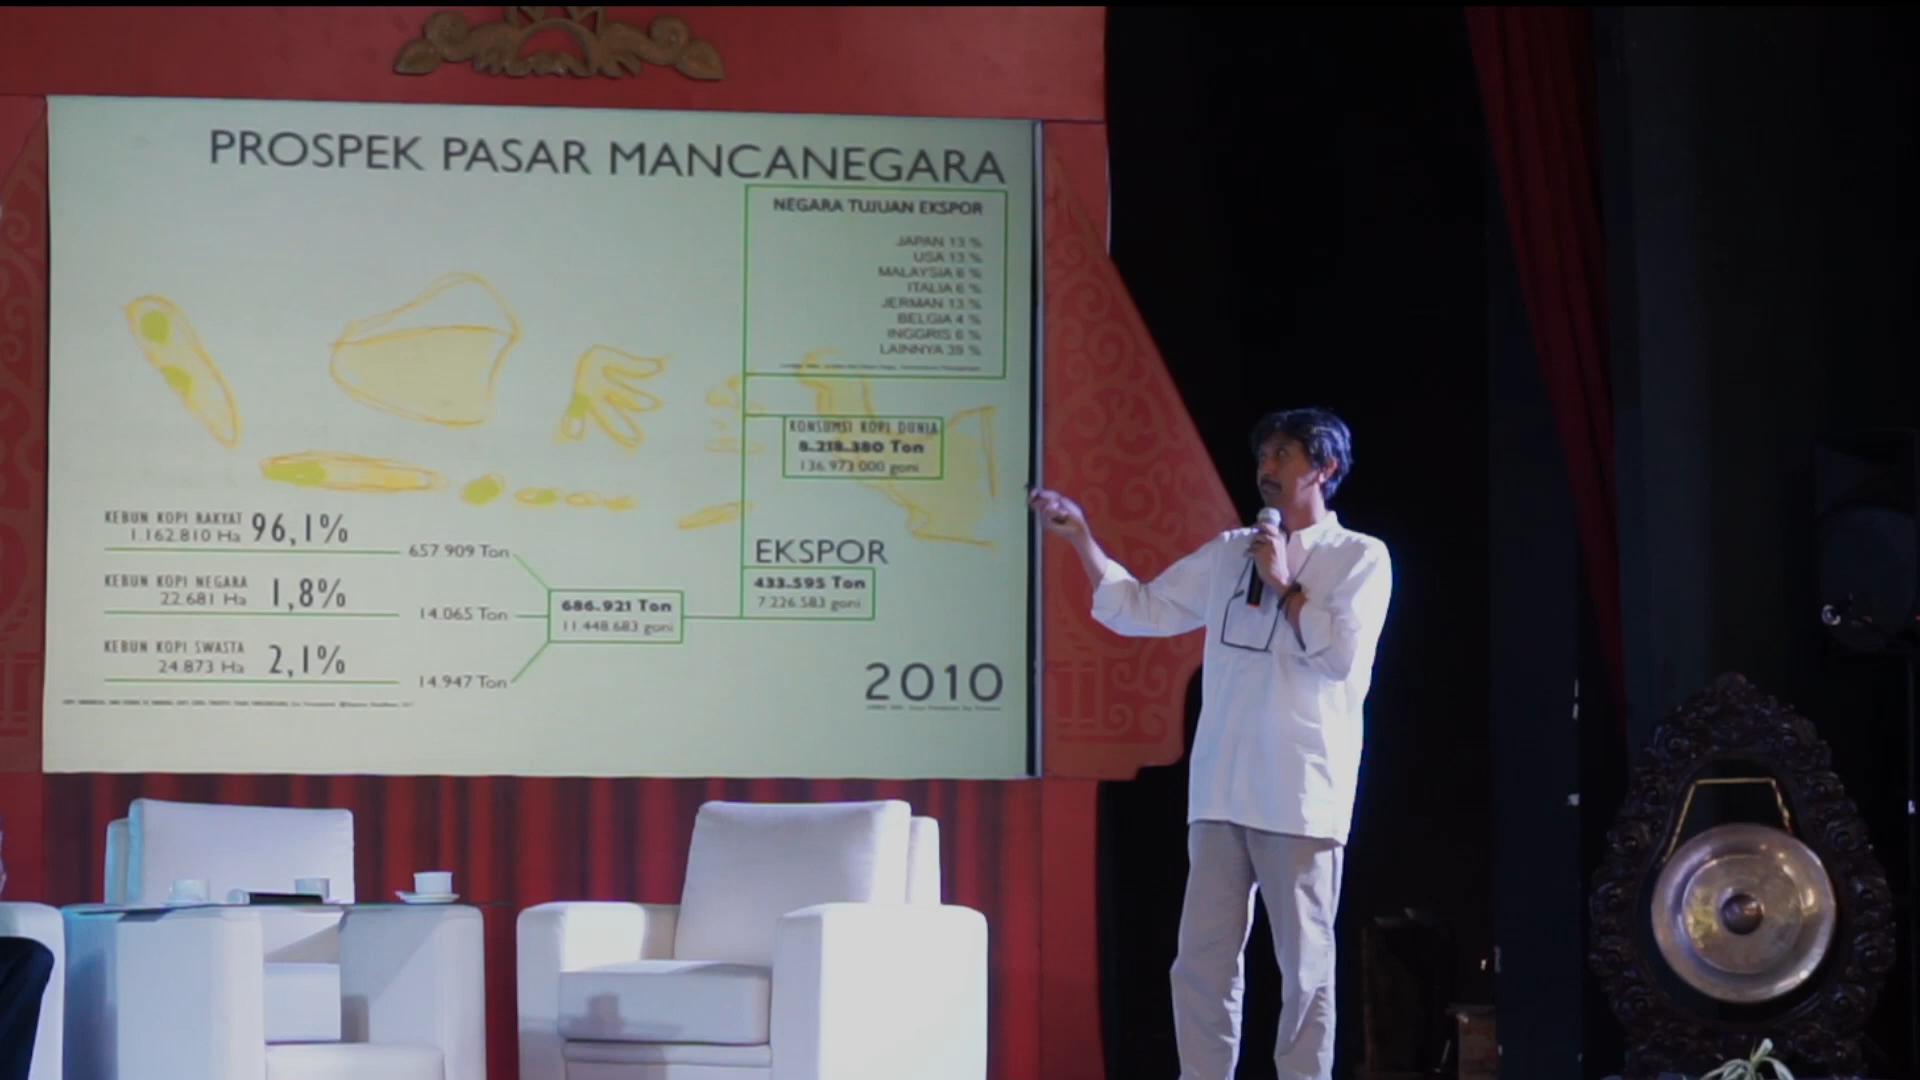 PROSPEK PASAR MANCANEGARA
NEGARA TUJUAN EKSPOR
JAPAN 13 %
USA 13 %
MALAYSIA 6 %
ITALIA 6 %
JERMAN 13 %
BELGIA 4 %
INGGRIS 6 %
LAINNYA 39 %
KONSUMSI KOPI DUNIA
8.218.380 Ton
136.973.000 goni
KEBUN KOPI RAKYAT 96,1%
1.162.810 Ha
657.909 Ton
KEBUN KOPI NEGARA 1,8%
22.681 Ha
14.065 Ton
KEBUN KOPI SWASTA 2,1%
24.873 Ha
14.947 Ton
686.921 Ton
11.448.683 goni
EKSPOR
433.595 Ton
7.226.583 goni
2010